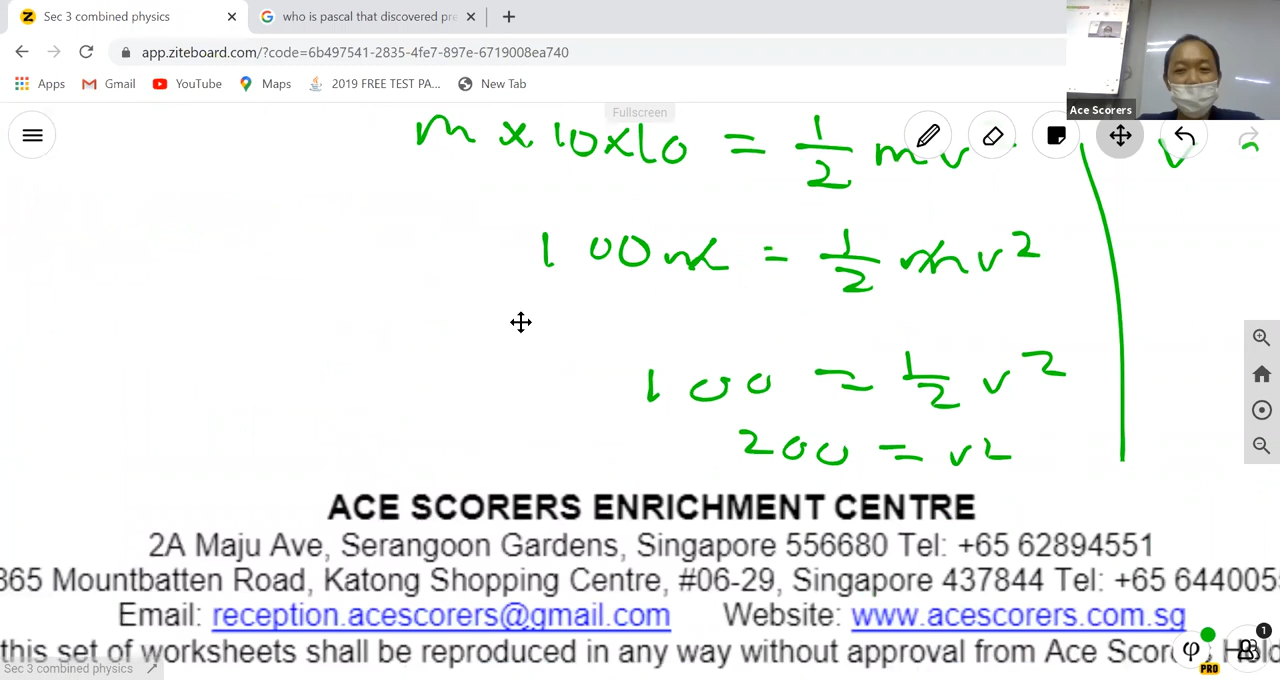 Sec 3 combined physics
who is pascal that discovered pre
app.ziteboard.com/?code=6b497541-2835-4fe7-897e-6719008ea740
Apps Gmail YouTube Maps 2019 FREE TEST PA... New Tab
Ace Scorers
Fullscreen
m x 10x10 = 1/2 mv
100m = 1/2 mv2
100 = 1/2 v2
200 = v2
ACE SCORERS ENRICHMENT CENTRE
2A Maju Ave, Serangoon Gardens, Singapore 556680 Tel: +65 62894551
865 Mountbatten Road, Katong Shopping Centre, #06-29, Singapore 437844 Tel: +65 644005
Email: reception.acescorers@gmail.com Website: www.acescorers.com.sg
this set of worksheets shall be reproduced in any way without approval from Ace Scor
Sec 3 combined physics
PRO
1